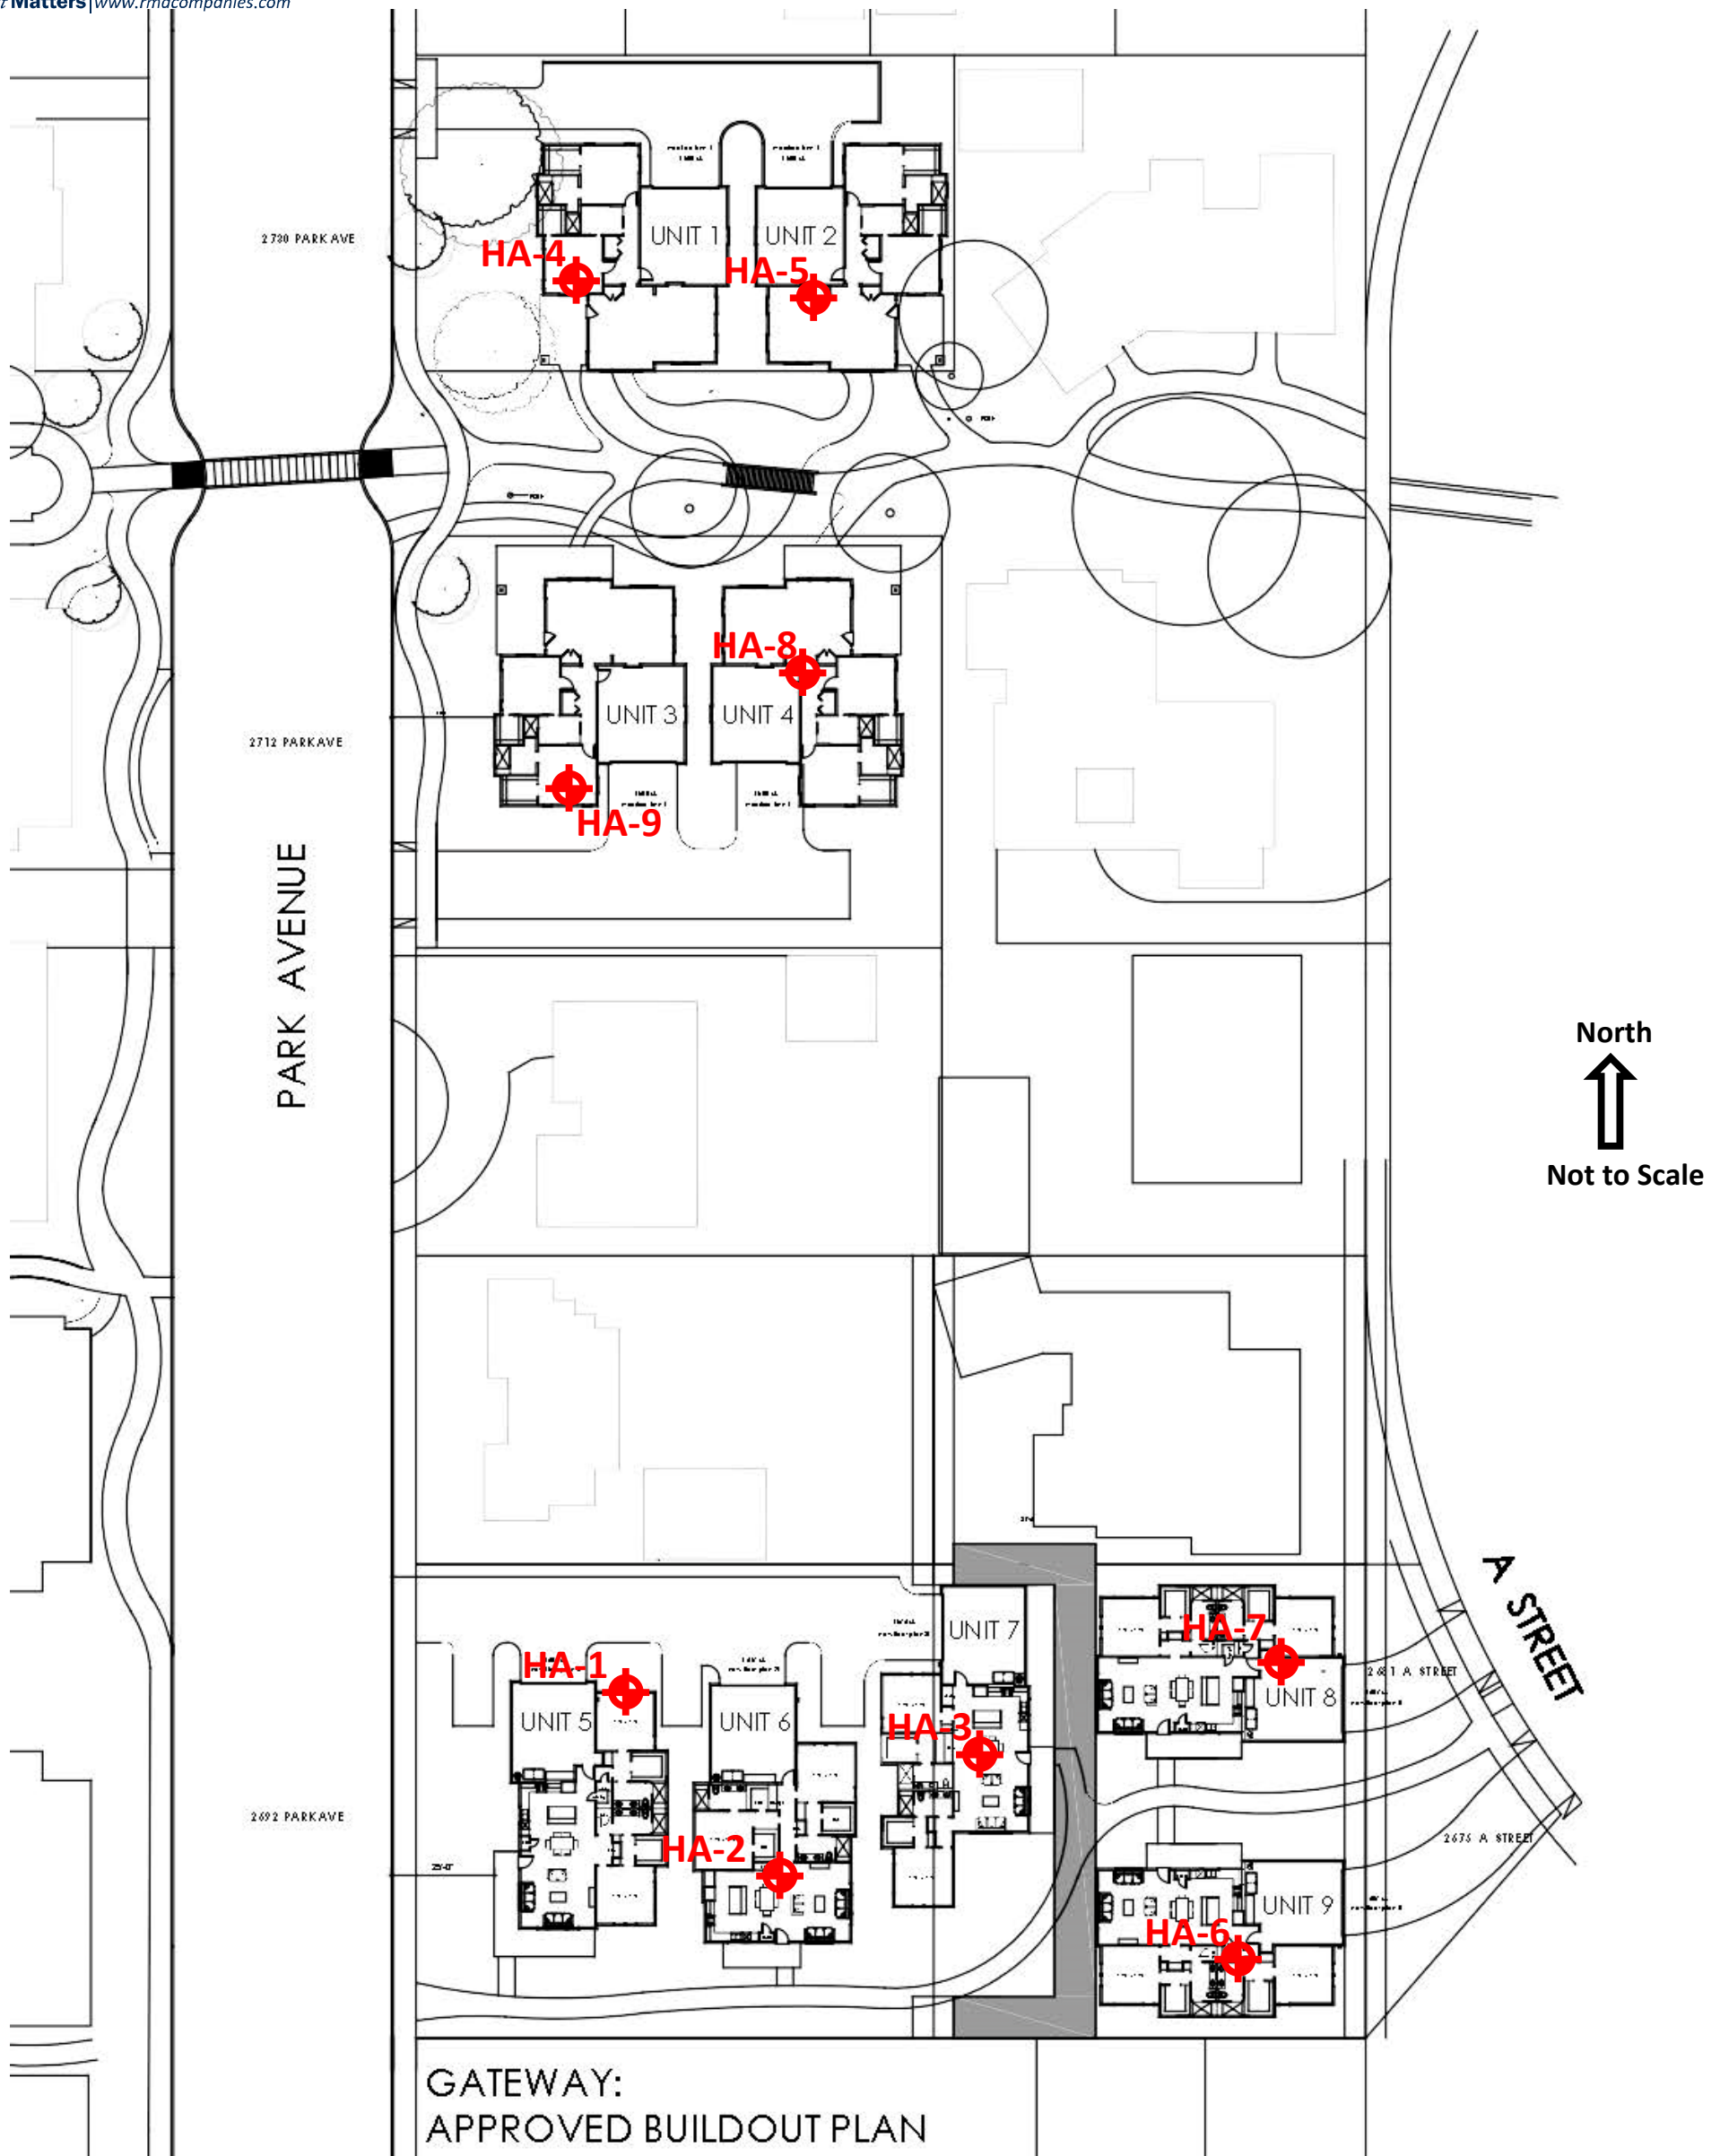 Matters|www.rmacompanies.com
2730 PARK AVE
UNIT 1
UNIT 2
HA-4
HA-5
HA-8
UNIT 3
UNIT 4
2712 PARK AVE
HA-9
PARK AVENUE
North
Not to Scale
A STREET
UNIT 7
HA-7
HA-1
2681 A STREET
UNIT 8
UNIT 5
UNIT 6
HA-3
2692 PARK AVE
2675 A STREET
HA-2
25'-0"
UNIT 9
HA-6
GATEWAY:
APPROVED BUILDOUT PLAN